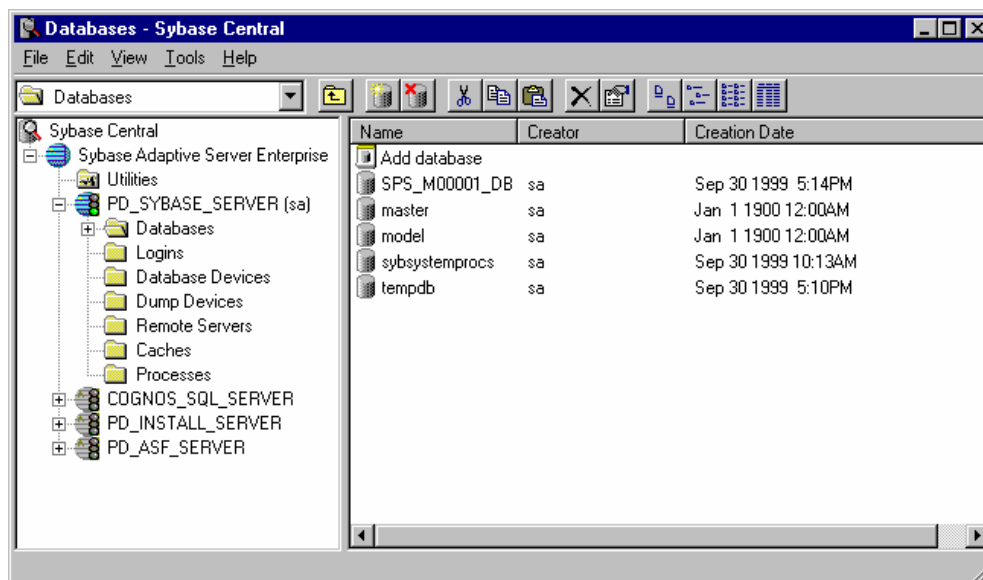 Databases - Sybase Central
File Edit View Tools Help
Databases
Sybase Central
Sybase Adaptive Server Enterprise
Utilities
PD_SYBASE_SERVER (sa)
Databases
Logins
Database Devices
Dump Devices
Remote Servers
Caches
Processes
COGNOS_SQL_SERVER
PD_INSTALL_SERVER
PD_ASF_SERVER
Name Creator Creation Date
Add database
SPS_M00001_DB sa Sep 30 1999 5:14PM
master sa Jan 1 1900 12:00AM
model sa Jan 1 1900 12:00AM
sybsystemprocs sa Sep 30 1999 10:13AM
tempdb sa Sep 30 1999 5:10PM